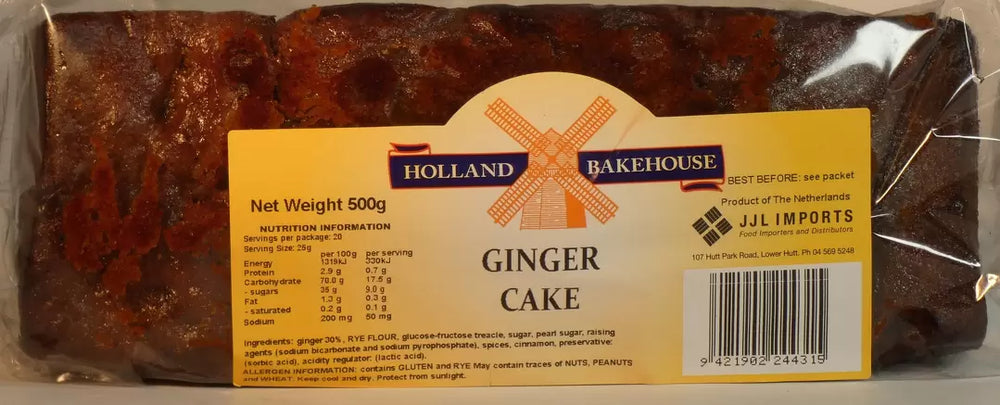 HOLLAND BAKEHOUSE
BEST BEFORE: see packet
Product of The Netherlands
JJL IMPORTS
Food Importers and Distributors
107 Hutt Park Road, Lower Hutt. Ph 04 569 5248
Net Weight 500g
NUTRITION INFORMATION
Servings per package: 20
Serving Size: 25g
per 100g per serving
Energy 1319kJ 330kJ
Protein 2.9 g 0.7 g
Carbohydrate 70.0 g 17.5 g
- sugars 35 g 9.0 g
Fat 1.3 g 0.3 g
- saturated 0.2 g 0.1 g
Sodium 200 mg 50 mg
GINGER
CAKE
Ingredients: ginger 30%, RYE FLOUR, glucose-fructose treacle, sugar, pearl sugar, raising
agents (sodium bicarbonate and sodium pyrophosphate), spices, cinnamon, preservative:
(sorbic acid), acidity regulator: (lactic acid).
ALLERGEN INFORMATION: contains GLUTEN and RYE May contain traces of NUTS, PEANUTS
and WHEAT. Keep cool and dry. Protect from sunlight.
9 421902 244315